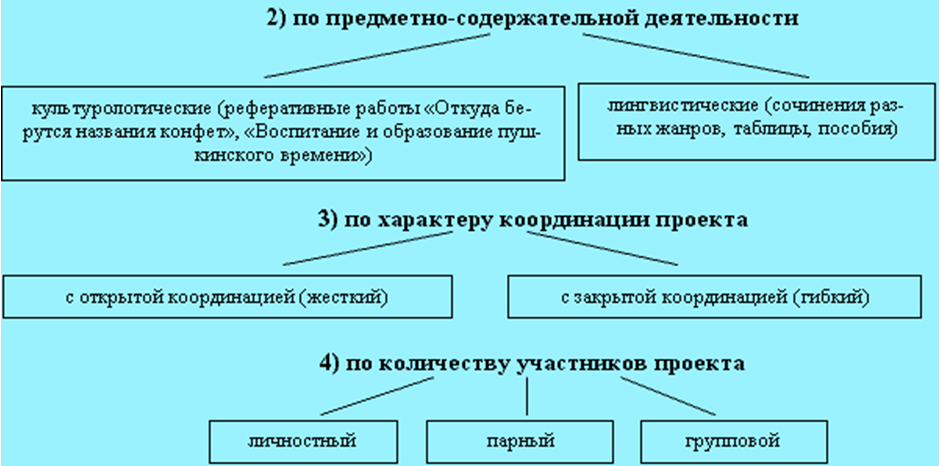 2) по предметно-содержательной деятельности
культурологические (реферативные работы «Откуда бе-
рутся названия конфет», «Воспитание и образование пуш-
кинского времени»)
лингвистические (сочинения раз-
ных жанров, таблицы, пособия)
3) по характеру координации проекта
с открытой координацией (жесткий)
с закрытой координацией (гибкий)
4) по количеству участников проекта
личностный
парный
групповой